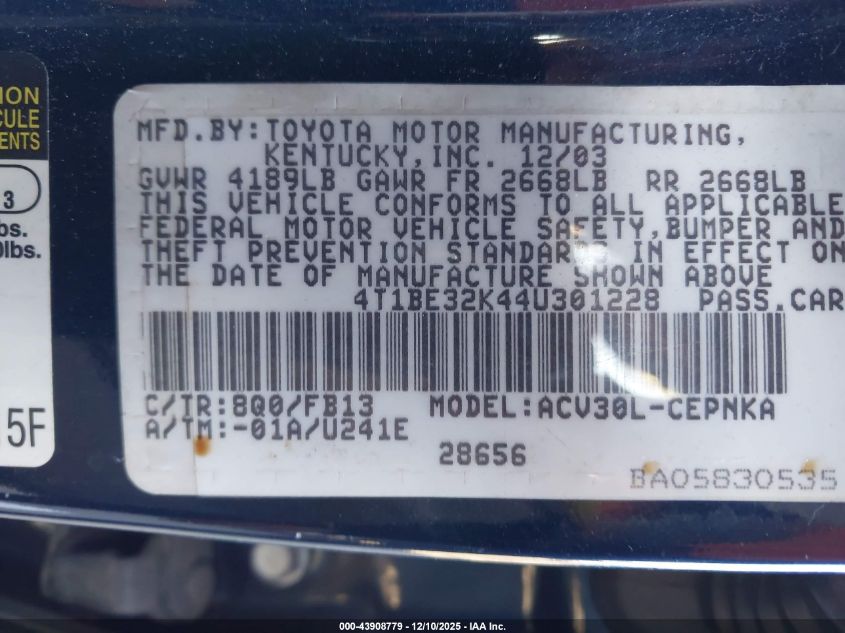 ION
CULE
ENTS
3
bs.
0lbs.
5F
MFD.BY:TOYOTA MOTOR MANUFACTURING,
KENTUCKY,INC. 12/03
GVWR 4189LB GAWR FR 2668LB RR 2668LB
THIS VEHICLE CONFORMS TO ALL APPLICABLE
FEDERAL MOTOR VEHICLE SAFETY,BUMPER AND
THEFT PREVENTION STANDARDS IN EFFECT ON
THE DATE OF MANUFACTURE SHOWN ABOVE
4T1BE32K44U301228 PASS.CAR
C/TR:8Q0/FB13 MODEL:ACV30L-CEPNKA
A/TM:-01A/U241E
28656
BA05830535
000-43908779 - 12/10/2025 - IAA Inc.